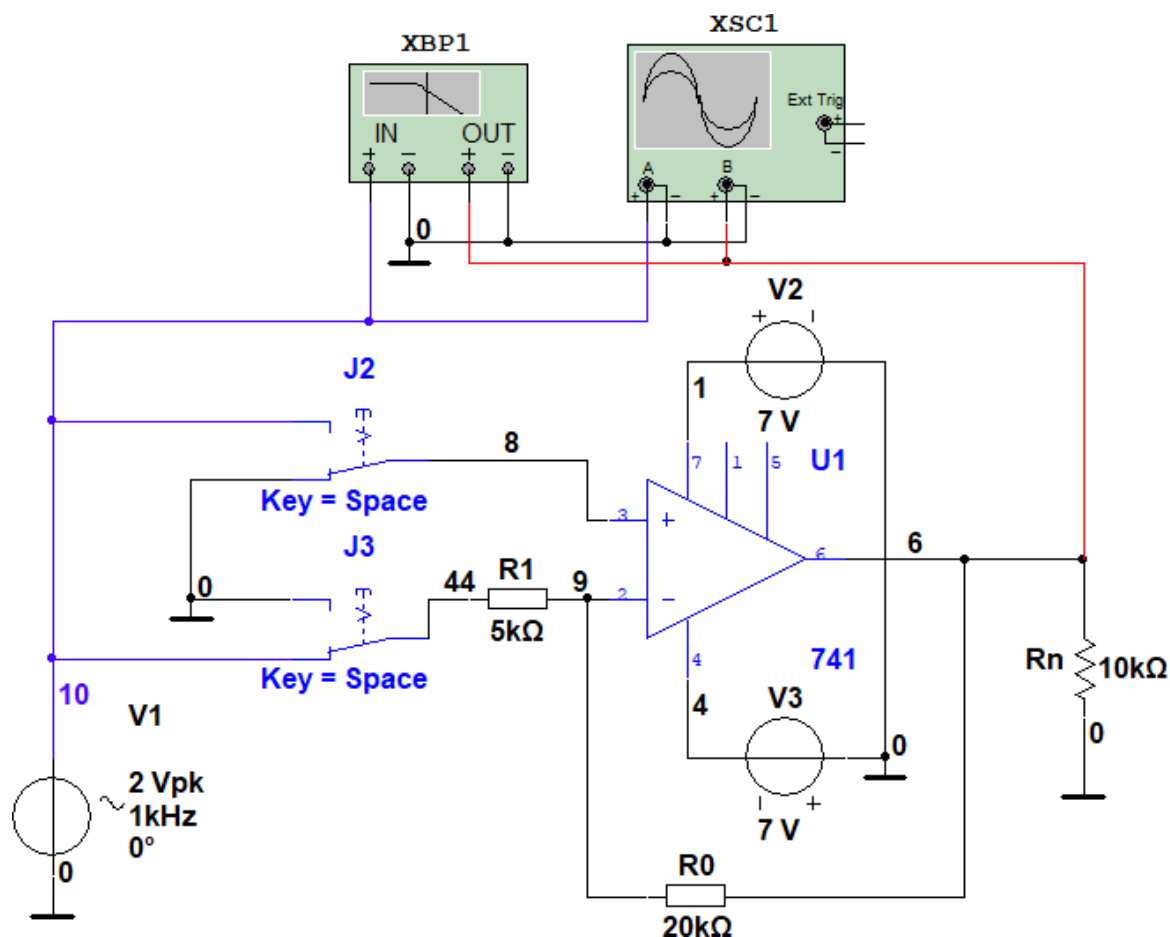 XBP1
XSC1
IN OUT
+ − + −
Ext Trig
+
−
A B
+ − + −
0
V2
+ −
7 V
J2
Key = Space
8
1
7 1 5
U1
3 +
2 −
6
6
4
741
J3
Key = Space
0
44
R1
5kΩ
9
4
V3
− +
7 V
0
Rn
10kΩ
0
10
V1
2 Vpk
1kHz
0°
0
R0
20kΩ